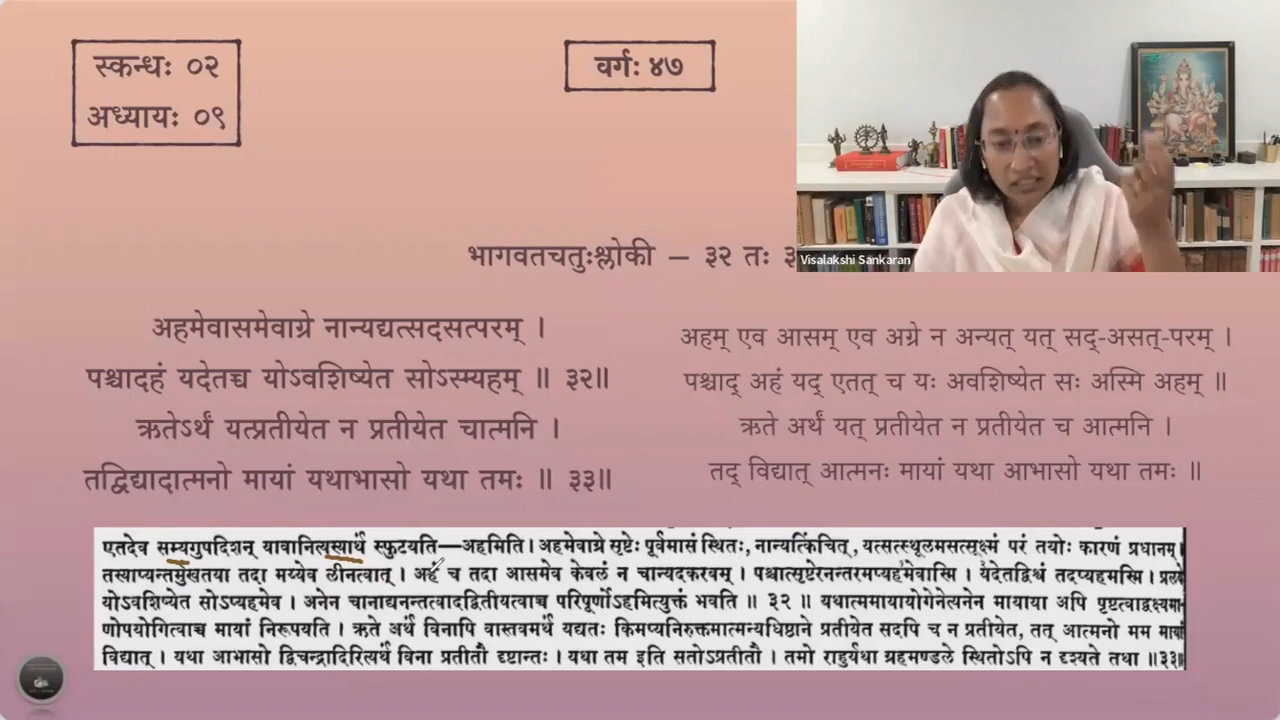 स्कन्धः ०२
अध्यायः ०९
वर्गः ४७
Visalakshi Sankaran
भागवतचतुःश्लोकी – ३२ तः
अहमेवासमेवाग्रे नान्यद्यत्सदसत्परम् ।
पश्चादहं यदेतच्च योऽवशिष्येत सोऽस्म्यहम् ॥ ३२॥
ऋतेऽर्थं यत्प्रतीयेत न प्रतीयेत चात्मनि ।
तद्विद्यादात्मनो मायां यथाभासो यथा तमः ॥ ३३॥
अहम् एव आसम् एव अग्रे न अन्यत् यत् सद्-असत्-परम् ।
पश्चाद् अहं यद् एतत् च यः अवशिष्येत सः अस्मि अहम् ॥
ऋते अर्थं यत् प्रतीयेत न प्रतीयेत च आत्मनि ।
तद् विद्यात् आत्मनः मायां यथा आभासो यथा तमः ॥
एतदेव सम्यगुपदिशन् यावानित्यस्यार्थं स्फुटयति—अहमिति । अहमेवाग्रे सृष्टेः पूर्वमासं स्थितः, नान्यत्किंचित्, यत्सत्स्थूलमसत्सूक्ष्मं परं तयोः कारणं प्रधानम् ।
तस्याप्यन्तर्मुखतया तदा मय्येव लीनत्वात् । अहं च तदा आसमेव केवलं न चान्यदकरवम् । पश्चात्सृष्टेरनन्तरमप्यहमेवास्मि । यदेतद्विश्वं तदप्यहमस्मि । प्रलये
योऽवशिष्येत सोऽप्यहमेव । अनेन चानाद्यनन्तत्वादद्वितीयत्वाच्च परिपूर्णोऽहमित्युक्तं भवति ॥ ३२ ॥ यथात्ममायायोगेनेत्यनेन मायाया अपि पृष्टत्वाद्वक्ष्यमा-
णोपयोगित्वाच्च मायां निरूपयति । ऋते अर्थं विनापि वास्तवमर्थं यद्यतः किमप्यनिरुक्तमात्मन्यधिष्ठाने प्रतीयेत सदपि च न प्रतीयेत, तत् आत्मनो मम मायां
विद्यात् । यथा आभासो द्विचन्द्रादिरित्यर्थं विना प्रतीतौ दृष्टान्तः । यथा तम इति सतोऽप्रतीतौ । तमो राहुर्यथा ग्रहमण्डले स्थितोऽपि न दृश्यते तथा ॥३३॥